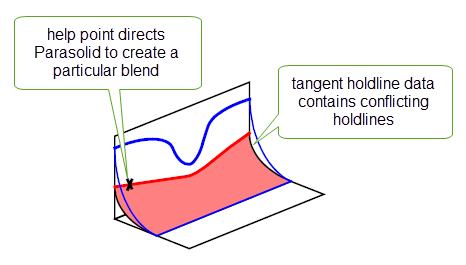 help point directs
Parasolid to create a
particular blend
tangent holdline data
contains conflicting
holdlines